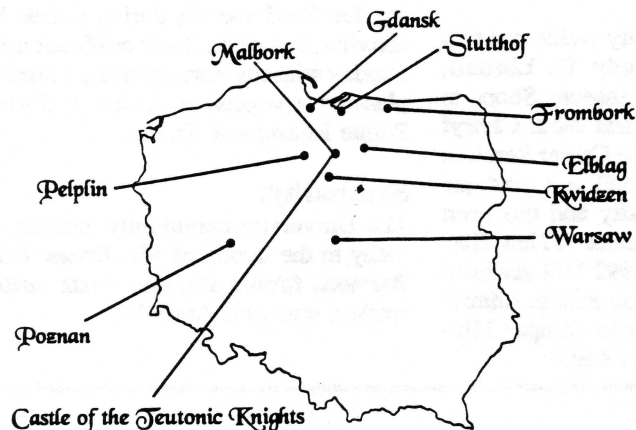 Gdansk
Malbork
-Stutthof
Frombork
Elblag
Pelplin
Kwidzen
Warsaw
Poznan
Castle of the Teutonic Knights